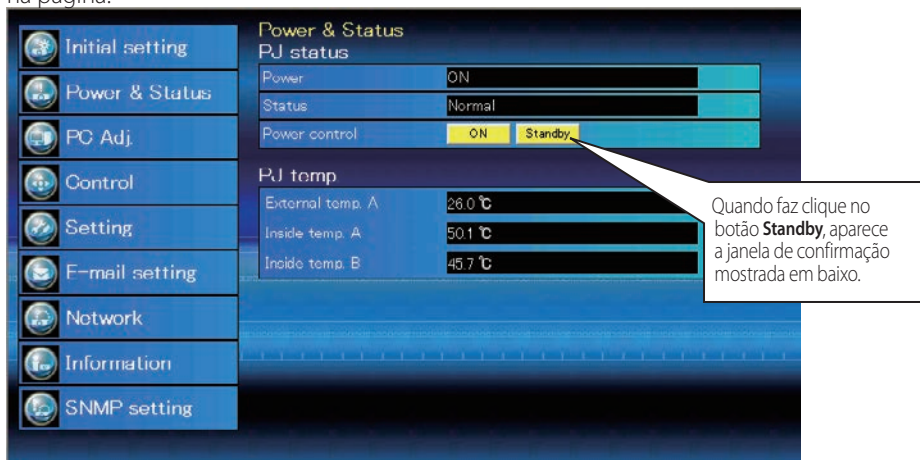 na página.
Power & Status
PJ status
Initial setting
Power & Status
PC Adj.
Control
Setting
E-mail setting
Network
Information
SNMP setting
Power ON
Status Normal
Power control ON Standby
PJ temp
External temp. A 26.0 ℃
Inside temp. A 50.1 ℃
Inside temp. B 45.7 ℃
Quando faz clique no
botão Standby, aparece
a janela de confirmação
mostrada em baixo.